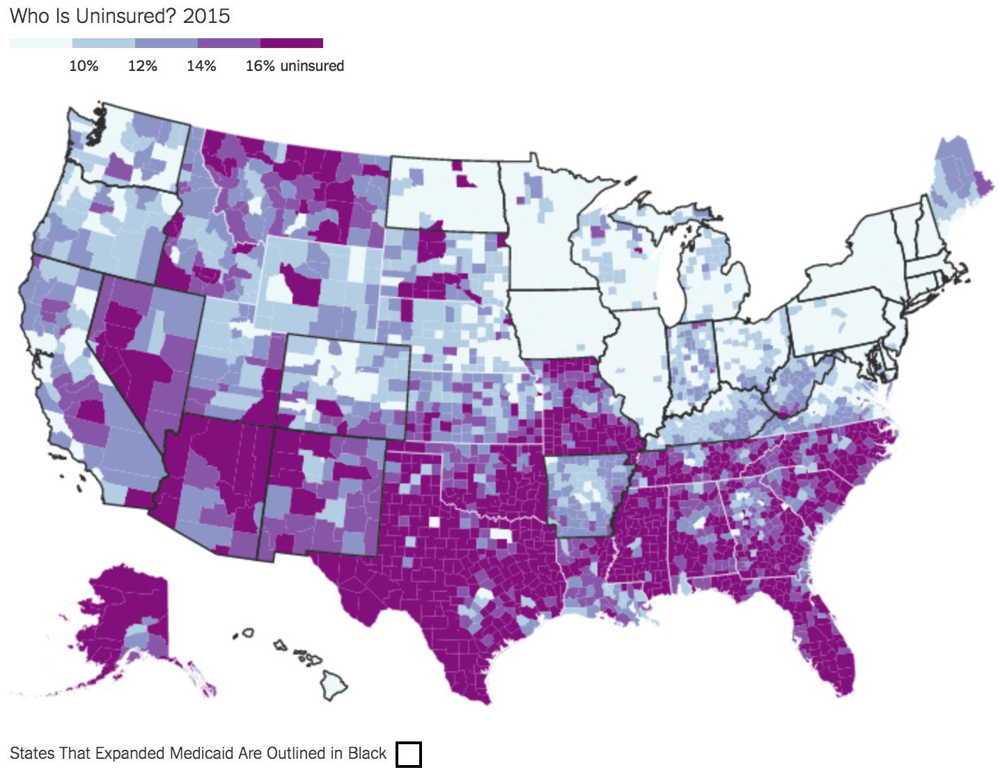 Who Is Uninsured? 2015
10% 12% 14% 16% uninsured
States That Expanded Medicaid Are Outlined in Black